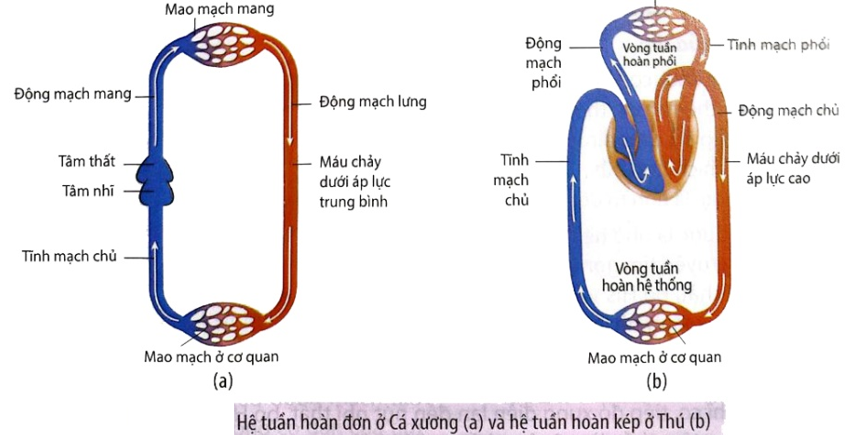 Mao mạch mang
Động mạch mang
Động mạch lưng
Tâm thất
Tâm nhĩ
Máu chảy
dưới áp lực
trung bình
Tĩnh mạch chủ
Mao mạch ở cơ quan
(a)
Động
mạch
phổi
Vòng tuần
hoàn phổi
Tĩnh mạch phổi
Động mạch chủ
Tĩnh
mạch
chủ
Máu chảy dưới
áp lực cao
Vòng tuần
hoàn hệ thống
Mao mạch ở cơ quan
(b)
Hệ tuần hoàn đơn ở Cá xương (a) và hệ tuần hoàn kép ở Thú (b)